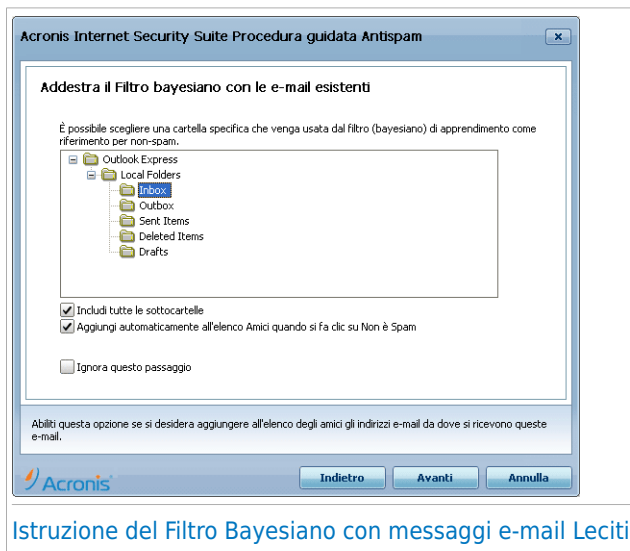 Acronis Internet Security Suite Procedura guidata Antispam
Addestra il Filtro bayesiano con le e-mail esistenti
È possibile scegliere una cartella specifica che venga usata dal filtro (bayesiano) di apprendimento come
riferimento per non-spam.
Outlook Express
Local Folders
Inbox
Outbox
Sent Items
Deleted Items
Drafts
Includi tutte le sottocartelle
Aggiungi automaticamente all'elenco Amici quando si fa clic su Non è Spam
Ignora questo passaggio
Abiliti questa opzione se si desidera aggiungere all'elenco degli amici gli indirizzi e-mail da dove si ricevono queste
e-mail.
Acronis
Indietro Avanti Annulla
Istruzione del Filtro Bayesiano con messaggi e-mail Leciti